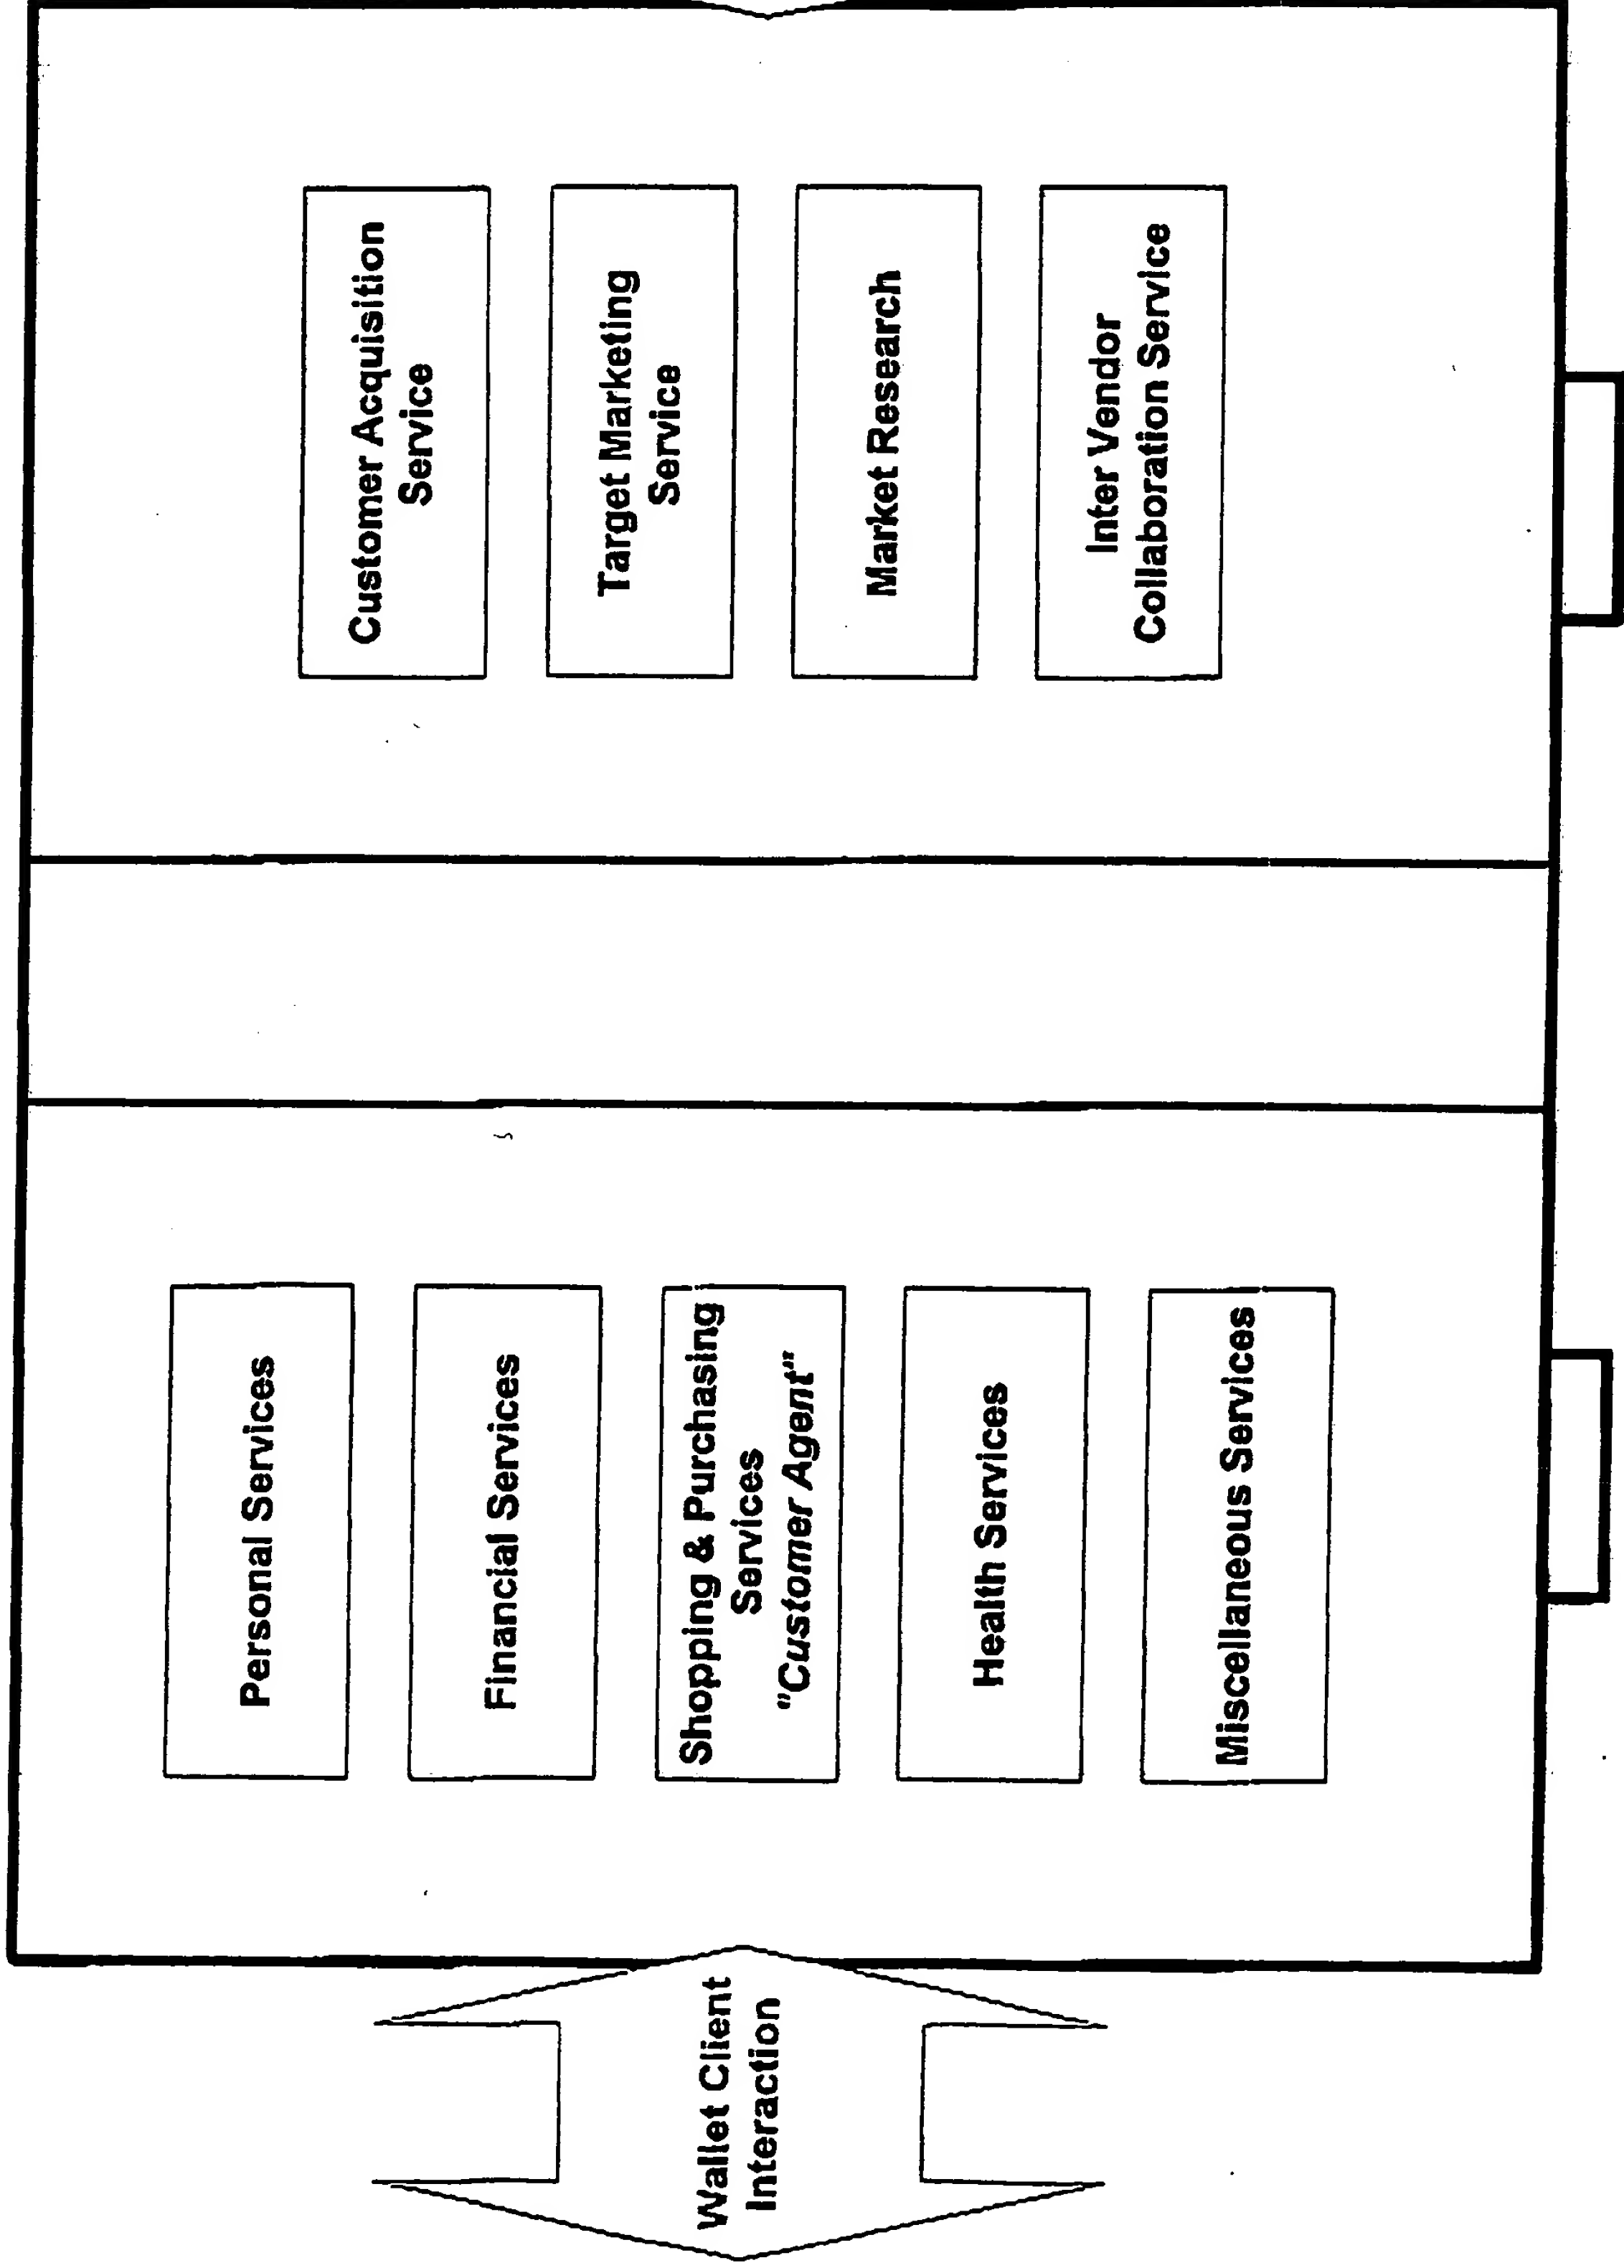 Wallet Client
Interaction
Personal Services
Financial Services
Shopping & Purchasing
Services
"Customer Agent"
Health Services
Miscellaneous Services
Customer Acquisition
Service
Target Marketing
Service
Market Research
Inter Vendor
Collaboration Service